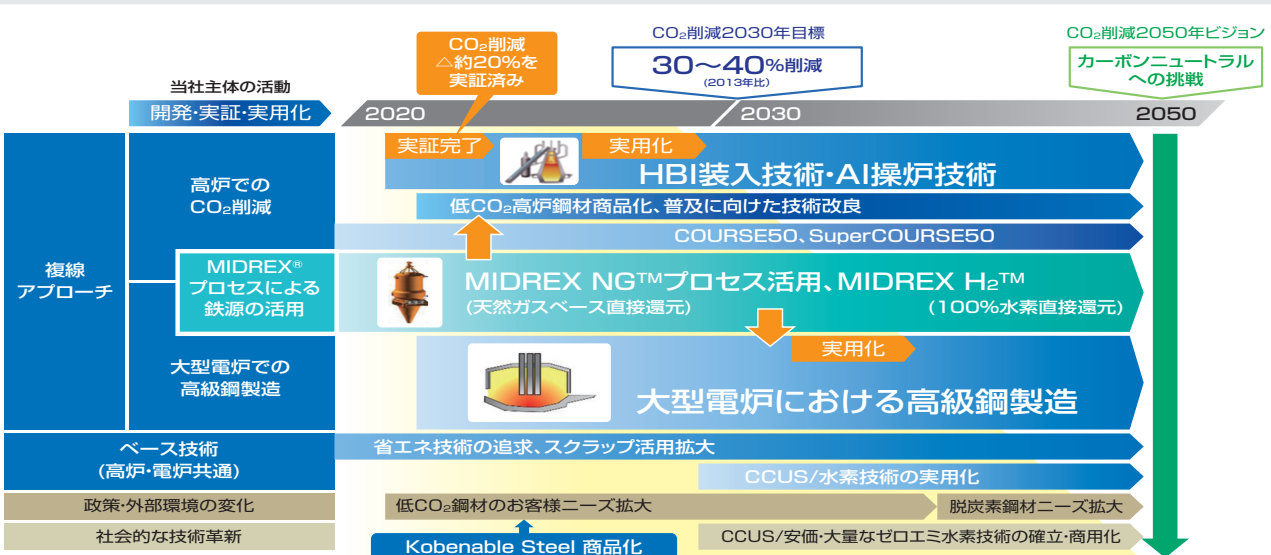 CO₂削減
△約20%を
実証済み
CO₂削減2030年目標
30〜40%削減
(2013年比)
CO₂削減2050年ビジョン
カーボンニュートラル
への挑戦
当社主体の活動
開発・実証・実用化
2020
2030
2050
複線
アプローチ
高炉での
CO₂削減
実証完了
実用化
HBI装入技術・AI操炉技術
低CO₂高炉鋼材商品化、普及に向けた技術改良
COURSE50、SuperCOURSE50
MIDREX®
プロセスによる
鉄源の活用
MIDREX NG™プロセス活用、MIDREX H₂™
(天然ガスベース直接還元)
(100%水素直接還元)
大型電炉での
高級鋼製造
実用化
大型電炉における高級鋼製造
ベース技術
(高炉・電炉共通)
省エネ技術の追求、スクラップ活用拡大
CCUS/水素技術の実用化
政策・外部環境の変化
低CO₂鋼材のお客様ニーズ拡大
脱炭素鋼材ニーズ拡大
社会的な技術革新
Kobenable Steel 商品化
CCUS/安価・大量なゼロエミ水素技術の確立・商用化